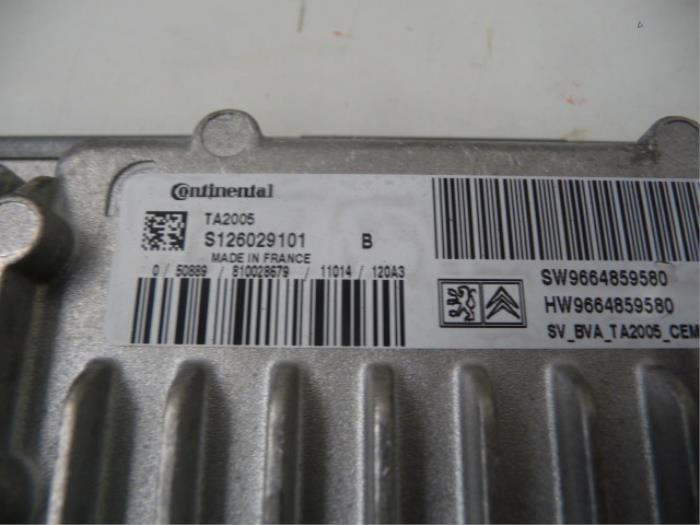 Continental
TA2005
S126029101 B
MADE IN FRANCE
0 / 50889 / 810028679 / 11014 / 120A3
SW9664859580
HW9664859580
SV_BVA_TA2005_CEM